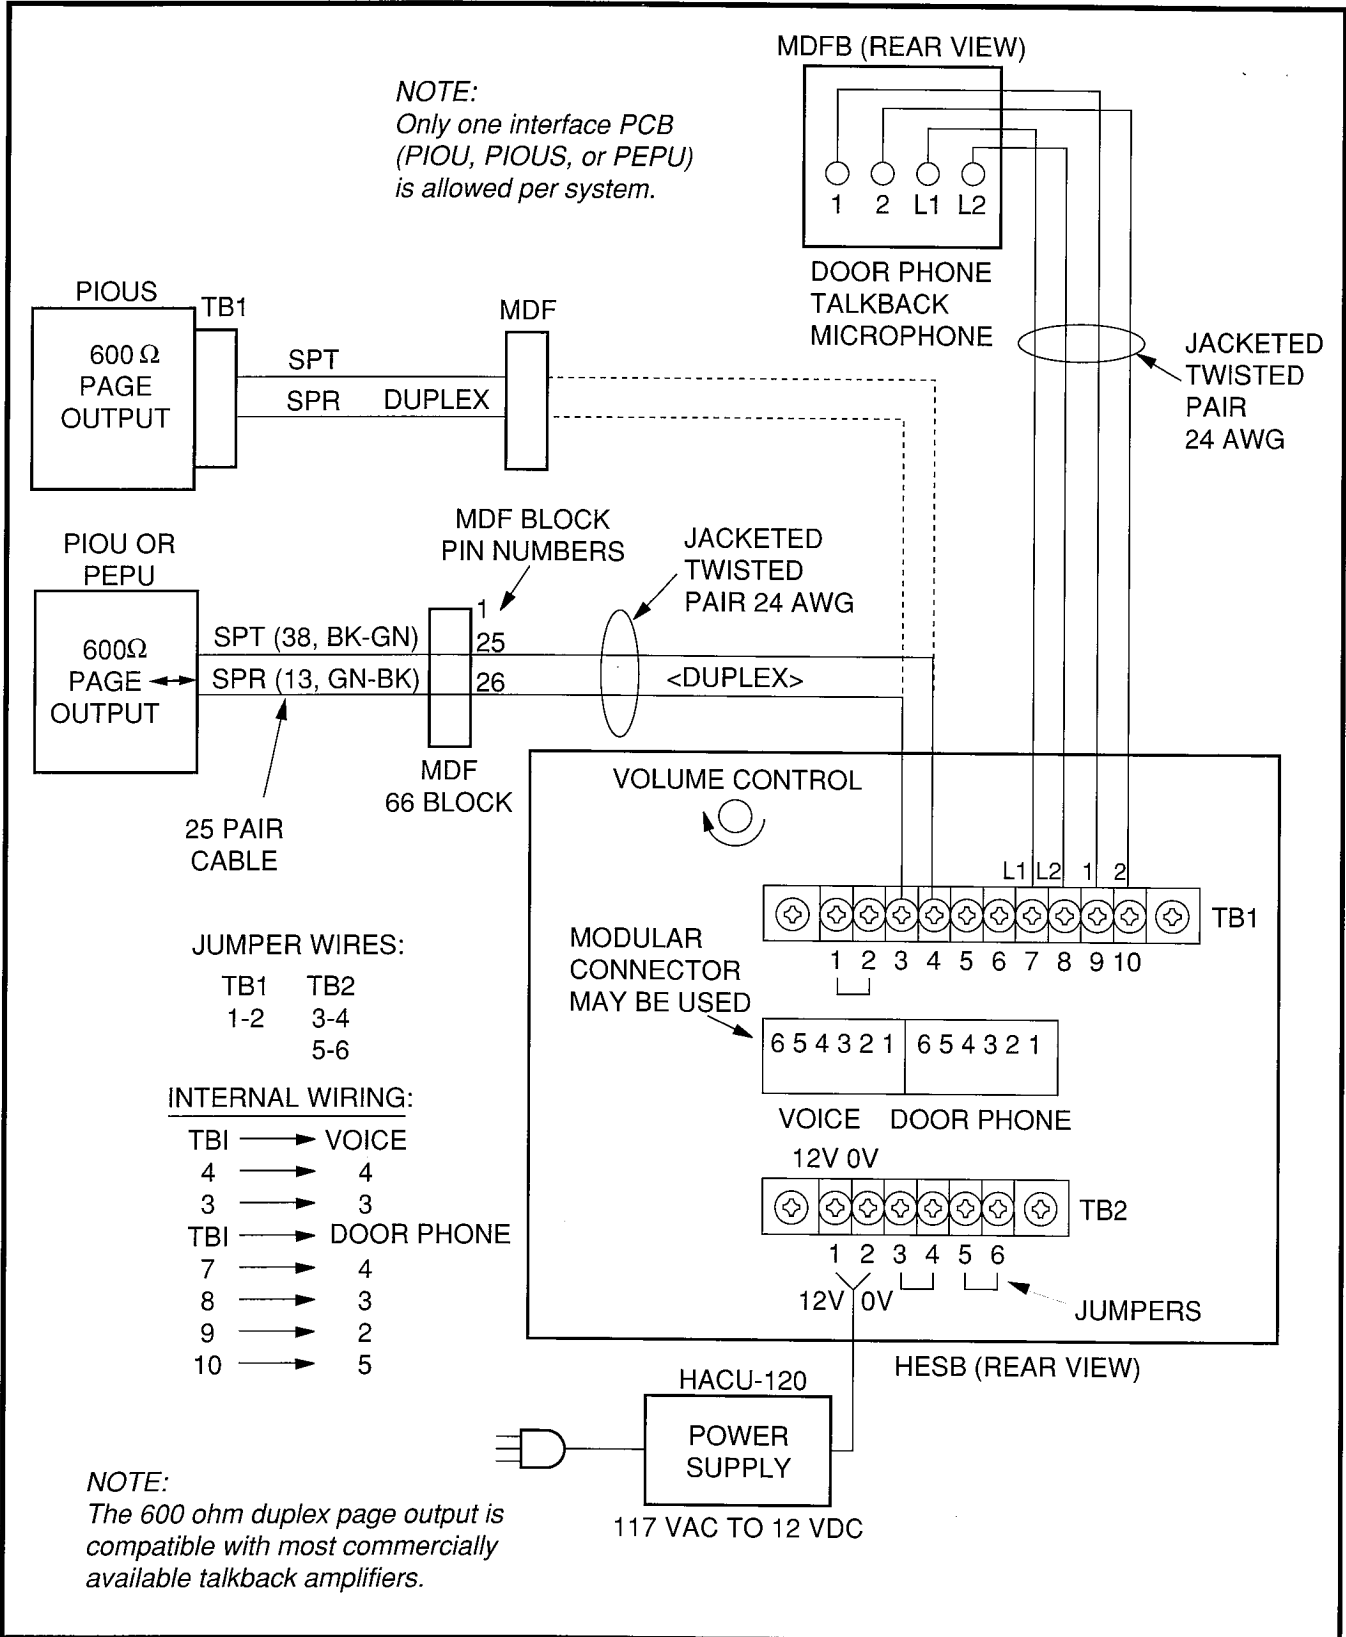 MDFB (REAR VIEW)
NOTE:
Only one interface PCB
(PIOU, PIOUS, or PEPU)
is allowed per system.
1 2 L1 L2
DOOR PHONE
TALKBACK
MICROPHONE
JACKETED
TWISTED
PAIR
24 AWG
PIOUS
TB1
MDF
600 Ω
PAGE
OUTPUT
SPT
SPR DUPLEX
PIOU OR
PEPU
MDF BLOCK
PIN NUMBERS
JACKETED
TWISTED
PAIR 24 AWG
600Ω
PAGE
OUTPUT
SPT (38, BK-GN)
SPR (13, GN-BK)
1
25
26
<DUPLEX>
MDF
66 BLOCK
25 PAIR
CABLE
VOLUME CONTROL
L1 L2 1 2
TB1
1 2 3 4 5 6 7 8 9 10
MODULAR
CONNECTOR
MAY BE USED
6 5 4 3 2 1 6 5 4 3 2 1
VOICE DOOR PHONE
12V 0V
TB2
1 2 3 4 5 6
12V 0V
JUMPERS
HESB (REAR VIEW)
JUMPER WIRES:
TB1 TB2
1-2 3-4
5-6
INTERNAL WIRING:
TBI VOICE
4 4
3 3
TBI DOOR PHONE
7 4
8 3
9 2
10 5
HACU-120
POWER
SUPPLY
117 VAC TO 12 VDC
NOTE:
The 600 ohm duplex page output is
compatible with most commercially
available talkback amplifiers.